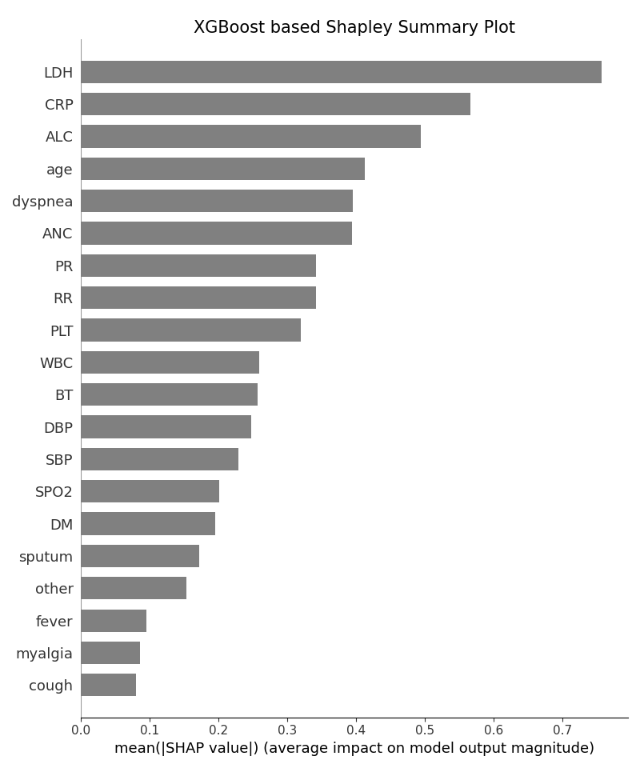 XGBoost based Shapley Summary Plot
LDH
CRP
ALC
age
dyspnea
ANC
PR
RR
PLT
WBC
BT
DBP
SBP
SPO2
DM
sputum
other
fever
myalgia
cough
0.0 0.1 0.2 0.3 0.4 0.5 0.6 0.7
mean(|SHAP value|) (average impact on model output magnitude)